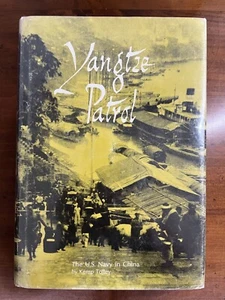 Yangtze
Patrol
The U.S. Navy in China
by Kemp Tolley